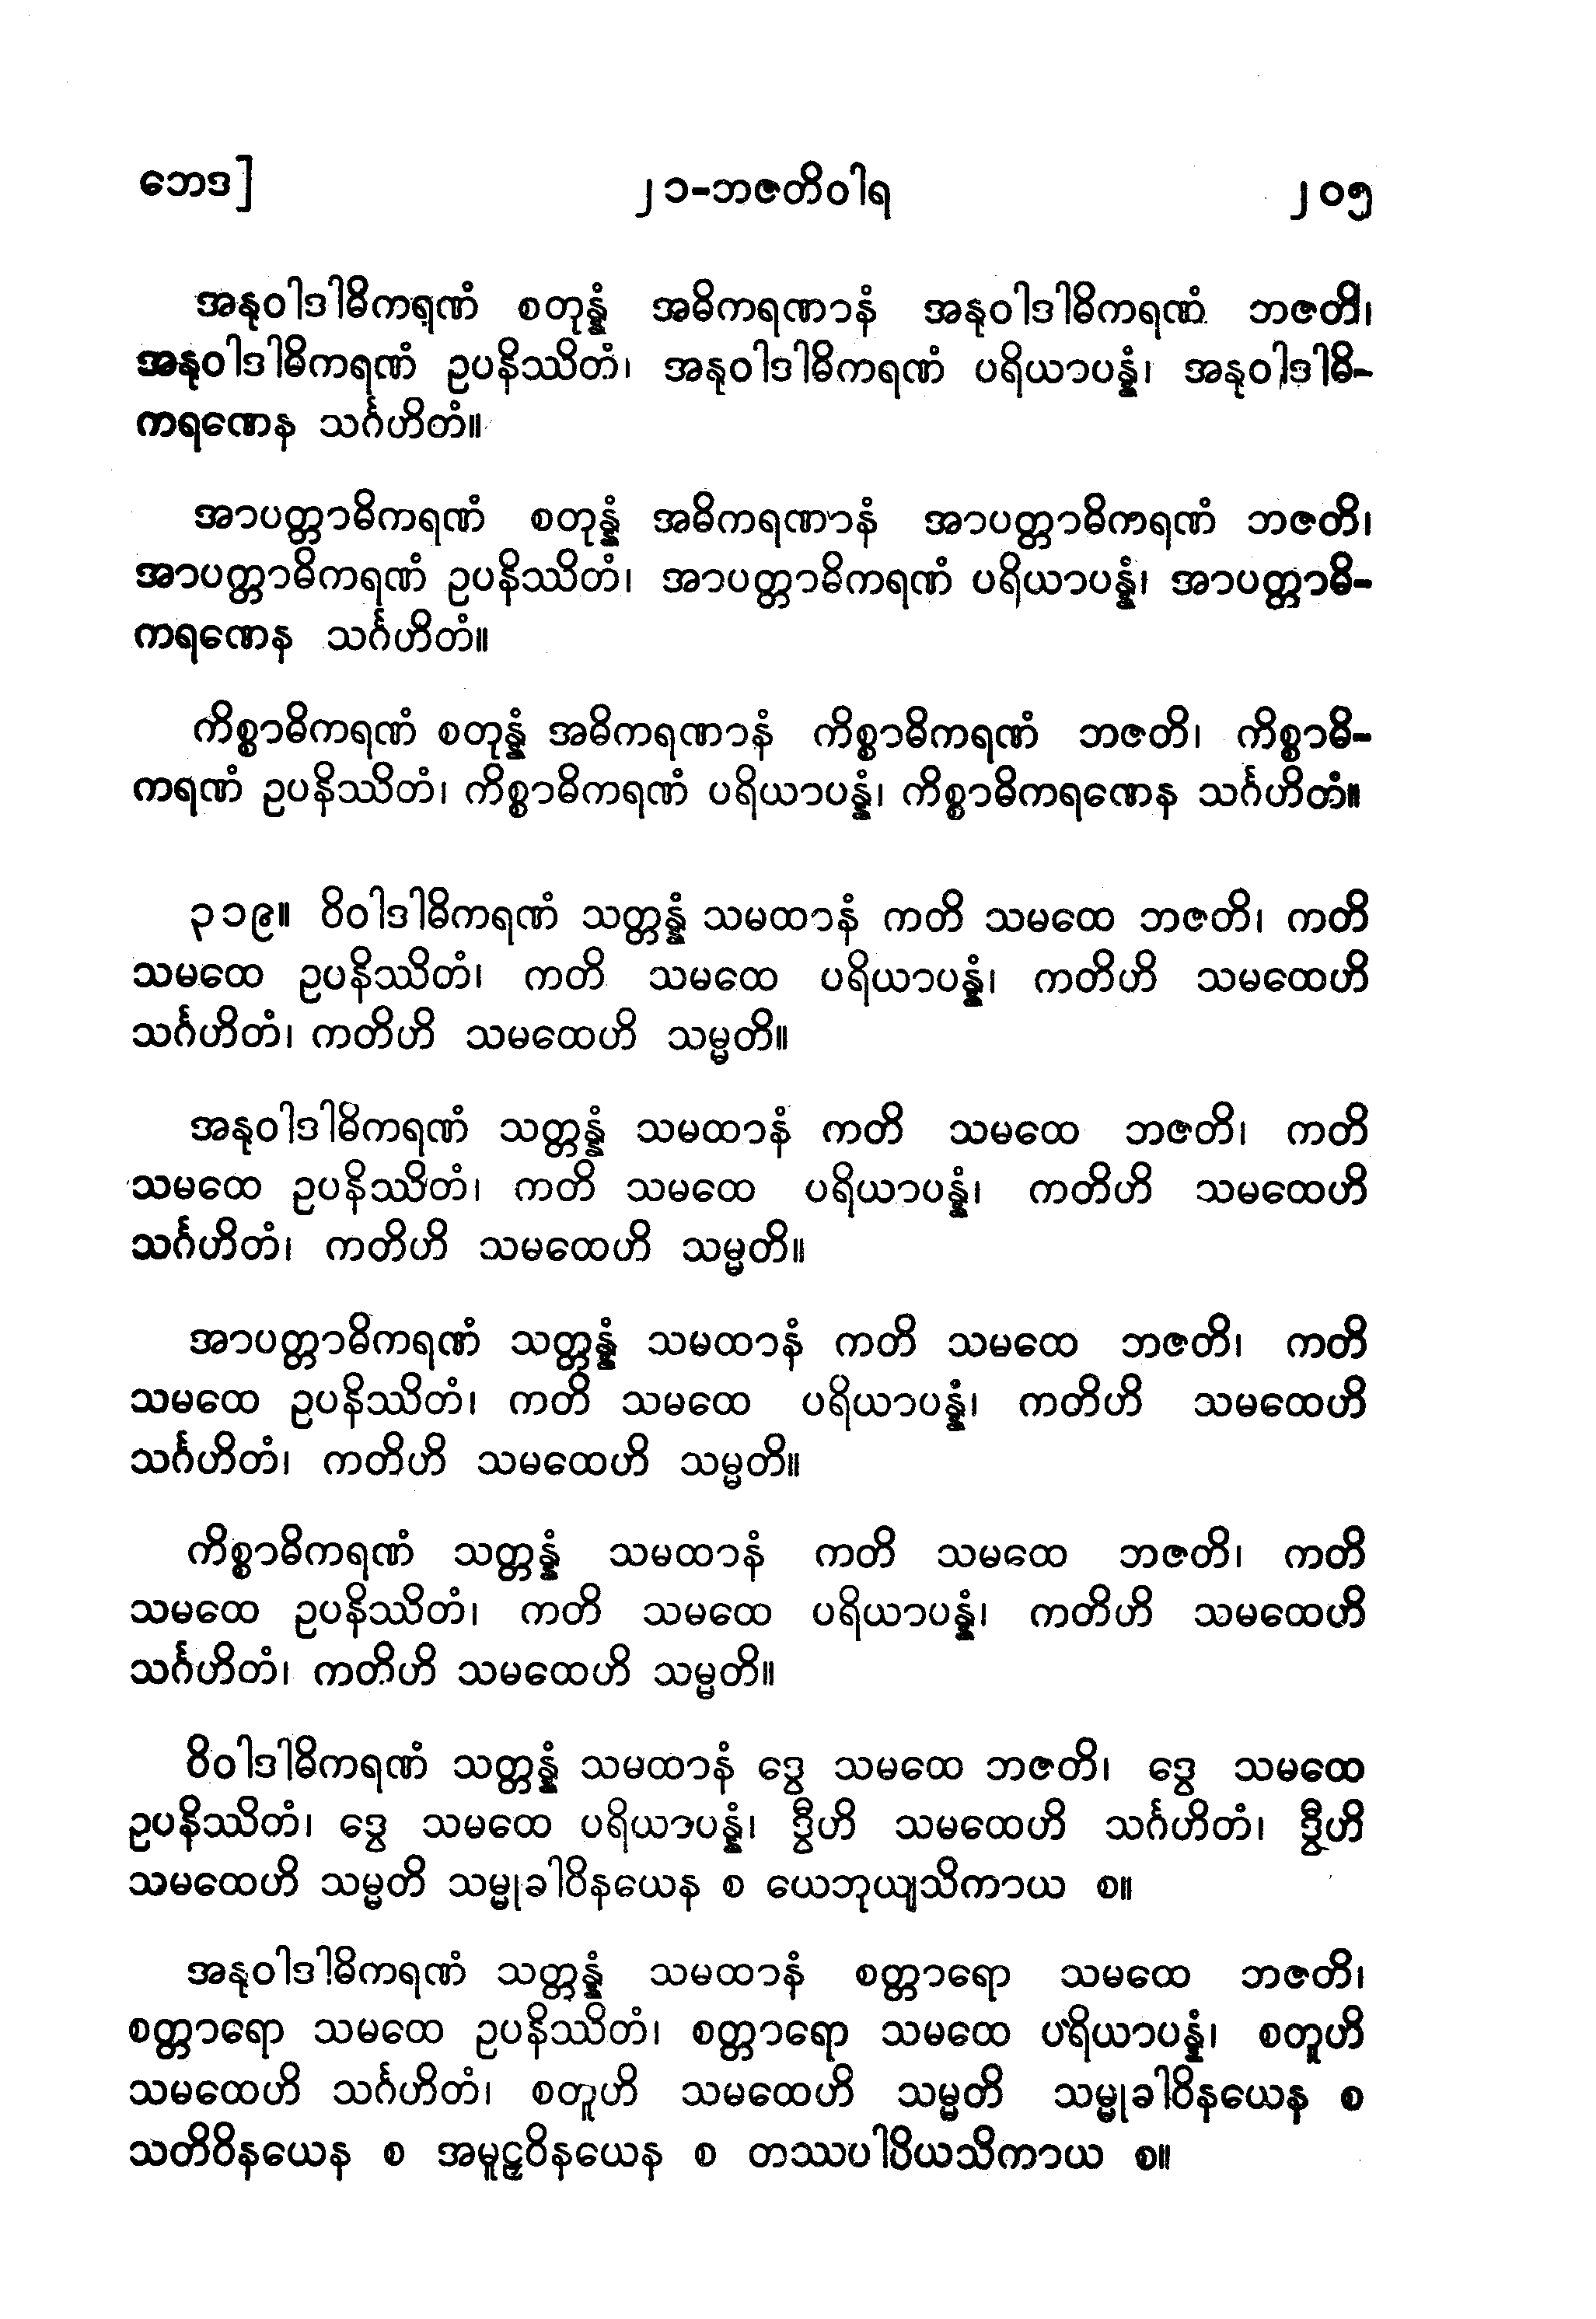 ဘေဒ]
၂၁-ဘဇတိဝါရ
၂၀၅
အနုဝါဒါဓိကရဏံ စတုန္နံ အဓိကရဏာနံ အနုဝါဒါဓိကရဏံ ဘဇတိ၊
အနုဝါဒါဓိကရဏံ ဥပနိဿိတံ၊ အနုဝါဒါဓိကရဏံ ပရိယာပန္နံ၊ အနုဝါဒါဓိ-
ကရဏေန သင်္ဂဟိတံ။
အာပတ္တာဓိကရဏံ စတုန္နံ အဓိကရဏာနံ အာပတ္တာဓိကရဏံ ဘဇတိ၊
အာပတ္တာဓိကရဏံ ဥပနိဿိတံ၊ အာပတ္တာဓိကရဏံ ပရိယာပန္နံ၊ အာပတ္တာဓိ-
ကရဏေန သင်္ဂဟိတံ။
ကိစ္စာဓိကရဏံ စတုန္နံ အဓိကရဏာနံ ကိစ္စာဓိကရဏံ ဘဇတိ၊ ကိစ္စာဓိ-
ကရဏံ ဥပနိဿိတံ၊ ကိစ္စာဓိကရဏံ ပရိယာပန္နံ၊ ကိစ္စာဓိကရဏေန သင်္ဂဟိတံ။
၃၁၉။ ဝိဝါဒါဓိကရဏံ သတ္တန္နံ သမထာနံ ကတိ သမထေ ဘဇတိ၊ ကတိ
သမထေ ဥပနိဿိတံ၊ ကတိ သမထေ ပရိယာပန္နံ၊ ကတိဟိ သမထေဟိ
သင်္ဂဟိတံ၊ ကတိဟိ သမထေဟိ သမ္မတိ။
အနုဝါဒါဓိကရဏံ သတ္တန္နံ သမထာနံ ကတိ သမထေ ဘဇတိ၊ ကတိ
သမထေ ဥပနိဿိတံ၊ ကတိ သမထေ ပရိယာပန္နံ၊ ကတိဟိ သမထေဟိ
သင်္ဂဟိတံ၊ ကတိဟိ သမထေဟိ သမ္မတိ။
အာပတ္တာဓိကရဏံ သတ္တန္နံ သမထာနံ ကတိ သမထေ ဘဇတိ၊ ကတိ
သမထေ ဥပနိဿိတံ၊ ကတိ သမထေ ပရိယာပန္နံ၊ ကတိဟိ သမထေဟိ
သင်္ဂဟိတံ၊ ကတိဟိ သမထေဟိ သမ္မတိ။
ကိစ္စာဓိကရဏံ သတ္တန္နံ သမထာနံ ကတိ သမထေ ဘဇတိ၊ ကတိ
သမထေ ဥပနိဿိတံ၊ ကတိ သမထေ ပရိယာပန္နံ၊ ကတိဟိ သမထေဟိ
သင်္ဂဟိတံ၊ ကတိဟိ သမထေဟိ သမ္မတိ။
ဝိဝါဒါဓိကရဏံ သတ္တန္နံ သမထာနံ ဒွေ သမထေ ဘဇတိ၊ ဒွေ သမထေ
ဥပနိဿိတံ၊ ဒွေ သမထေ ပရိယာပန္နံ၊ ဒွီဟိ သမထေဟိ သင်္ဂဟိတံ၊ ဒွီဟိ
သမထေဟိ သမ္မတိ သမ္မုခါဝိနယေန စ ယေဘုယျသိကာယ စ။
အနုဝါဒါဓိကရဏံ သတ္တန္နံ သမထာနံ စတ္တာရော သမထေ ဘဇတိ၊
စတ္တာရော သမထေ ဥပနိဿိတံ၊ စတ္တာရော သမထေ ပရိယာပန္နံ၊ စတူဟိ
သမထေဟိ သင်္ဂဟိတံ၊ စတူဟိ သမထေဟိ သမ္မတိ သမ္မုခါဝိနယေန စ
သတိဝိနယေန စ အမူဠှဝိနယေန စ တဿပါပိယသိကာယ စ။